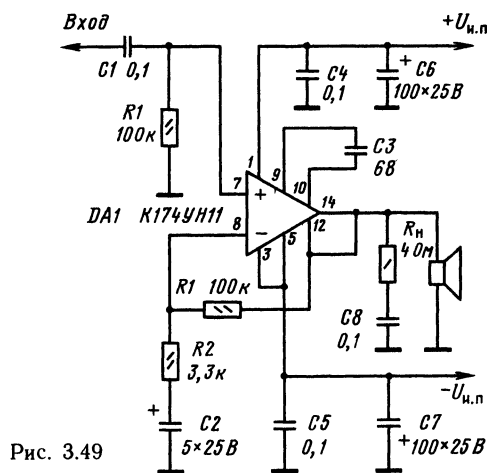 Вход
+Uи.п
C1 0,1
C4
0,1
+ C6
100×25В
R1
100к
C3
68
1
9
10
7
+
14
DA1 К174УН11
12
8
−
3
5
Rн
4 Ом
R1 100к
C8
0,1
R2
3,3к
−Uи.п
+
C2
5×25В
C5
0,1
C7
+100×25В
Рис. 3.49